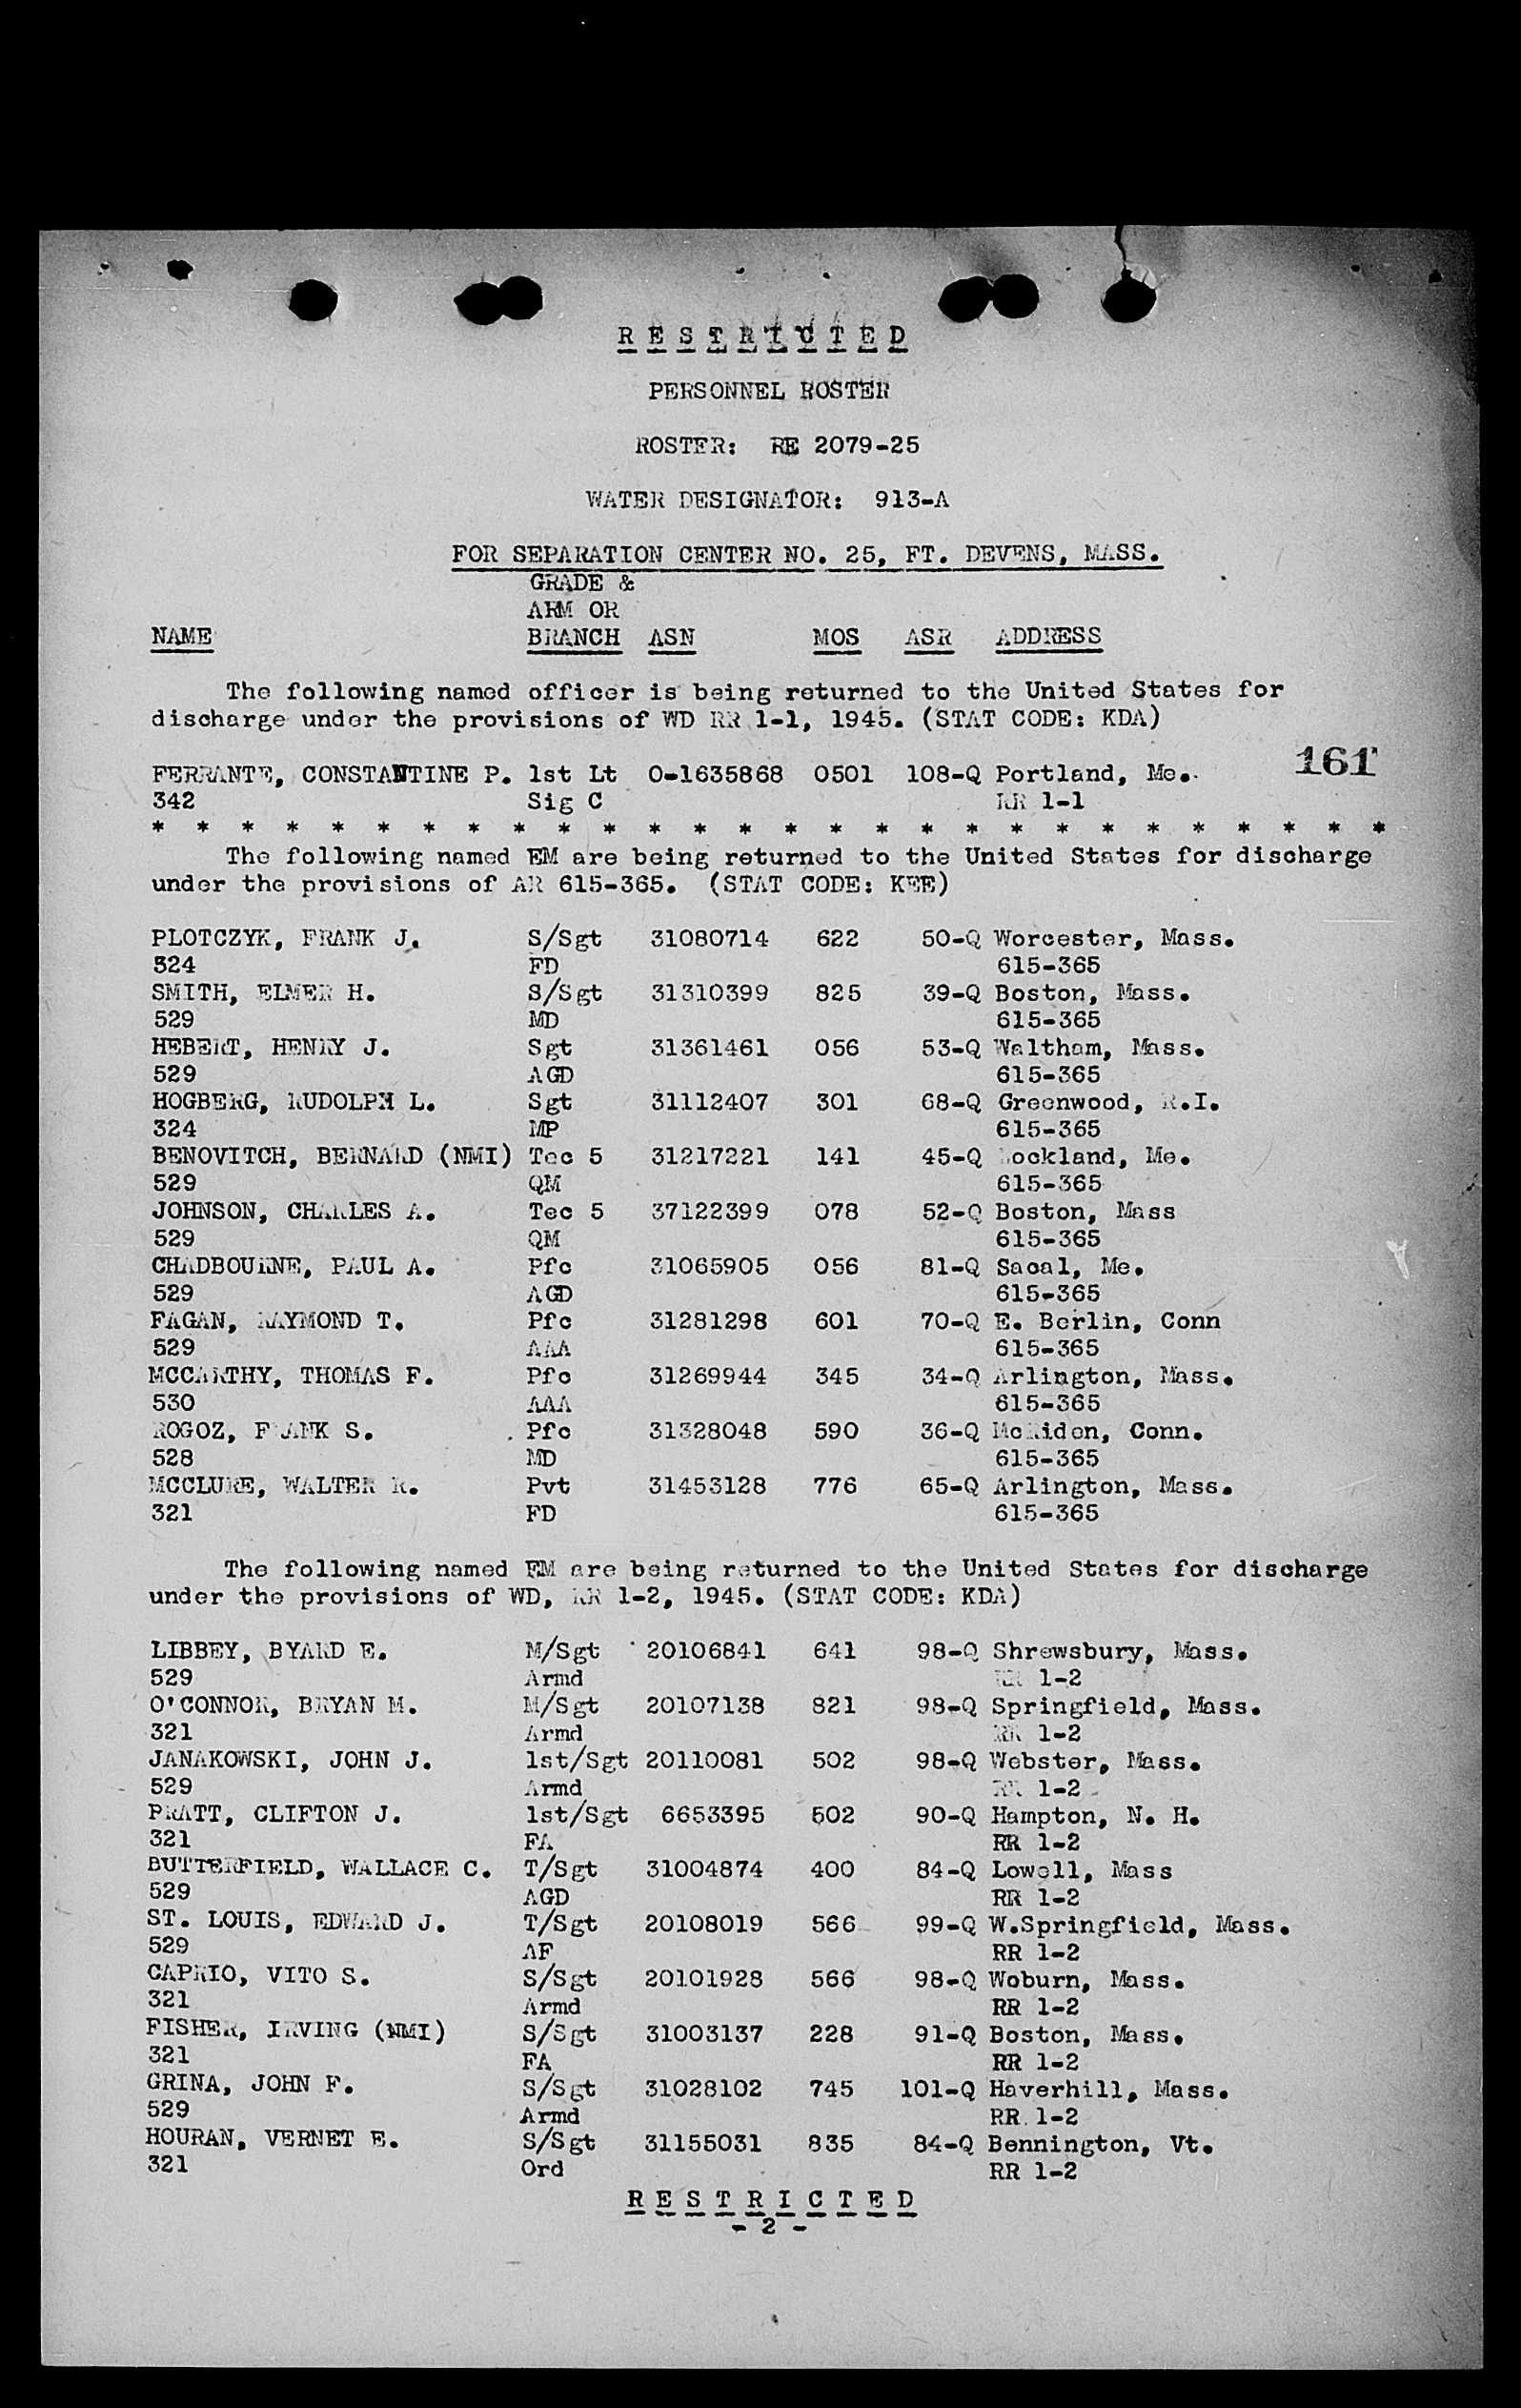 RESTRICTED
PERSONNEL ROSTER
ROSTER: RE 2079-25
WATER DESIGNATOR: 913-A
FOR SEPARATION CENTER NO. 25, FT. DEVENS, MASS.
GRADE &
ARM OR
NAME BRANCH ASN MOS ASR ADDRESS
The following named officer is being returned to the United States for
discharge under the provisions of WD RR 1-1, 1945. (STAT CODE: KDA)
161
FERRANTE, CONSTANTINE P. 1st Lt O-1635868 0501 108-Q Portland, Me.
342 Sig C RR 1-1
* * * * * * * * * * * * * * * * * * * * * * * * * * * *
The following named EM are being returned to the United States for discharge
under the provisions of AR 615-365. (STAT CODE: KEE)
PLOTCZYK, FRANK J. S/Sgt 31080714 622 50-Q Worcester, Mass.
324 FD 615-365
SMITH, ELMER H. S/Sgt 31310399 825 39-Q Boston, Mass.
529 MD 615-365
HEBERT, HENRY J. Sgt 31361461 056 53-Q Waltham, Mass.
529 AGD 615-365
HOGBERG, RUDOLPH L. Sgt 31112407 301 68-Q Greenwood, R.I.
324 MP 615-365
BENOVITCH, BERNARD (NMI) Tec 5 31217221 141 45-Q Rockland, Me.
529 QM 615-365
JOHNSON, CHARLES A. Tec 5 37122399 078 52-Q Boston, Mass
529 QM 615-365
CHADBOURNE, PAUL A. Pfc 31065905 056 81-Q Sacal, Me.
529 AGD 615-365
FAGAN, RAYMOND T. Pfc 31281298 601 70-Q E. Berlin, Conn
529 AAA 615-365
MCCARTHY, THOMAS F. Pfc 31269944 345 34-Q Arlington, Mass.
530 AAA 615-365
ROGOZ, FRANK S. Pfc 31328048 590 36-Q McRiden, Conn.
528 MD 615-365
MCCLURE, WALTER R. Pvt 31453128 776 65-Q Arlington, Mass.
321 FD 615-365
The following named EM are being returned to the United States for discharge
under the provisions of WD, RR 1-2, 1945. (STAT CODE: KDA)
LIBBEY, BYARD E. M/Sgt 20106841 641 98-Q Shrewsbury, Mass.
529 Armd RR 1-2
O'CONNOR, BRYAN M. M/Sgt 20107138 821 98-Q Springfield, Mass.
321 Armd RR 1-2
JANAKOWSKI, JOHN J. 1st/Sgt 20110081 502 98-Q Webster, Mass.
529 Armd RR 1-2
PRATT, CLIFTON J. 1st/Sgt 6653395 502 90-Q Hampton, N. H.
321 FA RR 1-2
BUTTERFIELD, WALLACE C. T/Sgt 31004874 400 84-Q Lowell, Mass
529 AGD RR 1-2
ST. LOUIS, EDWARD J. T/Sgt 20108019 566 99-Q W.Springfield, Mass.
529 AF RR 1-2
CAPRIO, VITO S. S/Sgt 20101928 566 98-Q Woburn, Mass.
321 Armd RR 1-2
FISHER, IRVING (NMI) S/Sgt 31003137 228 91-Q Boston, Mass.
321 FA RR 1-2
GRINA, JOHN F. S/Sgt 31028102 745 101-Q Haverhill, Mass.
529 Armd RR 1-2
HOURAN, VERNET E. S/Sgt 31155031 835 84-Q Bennington, Vt.
321 Ord RR 1-2
RESTRICTED
- 2 -